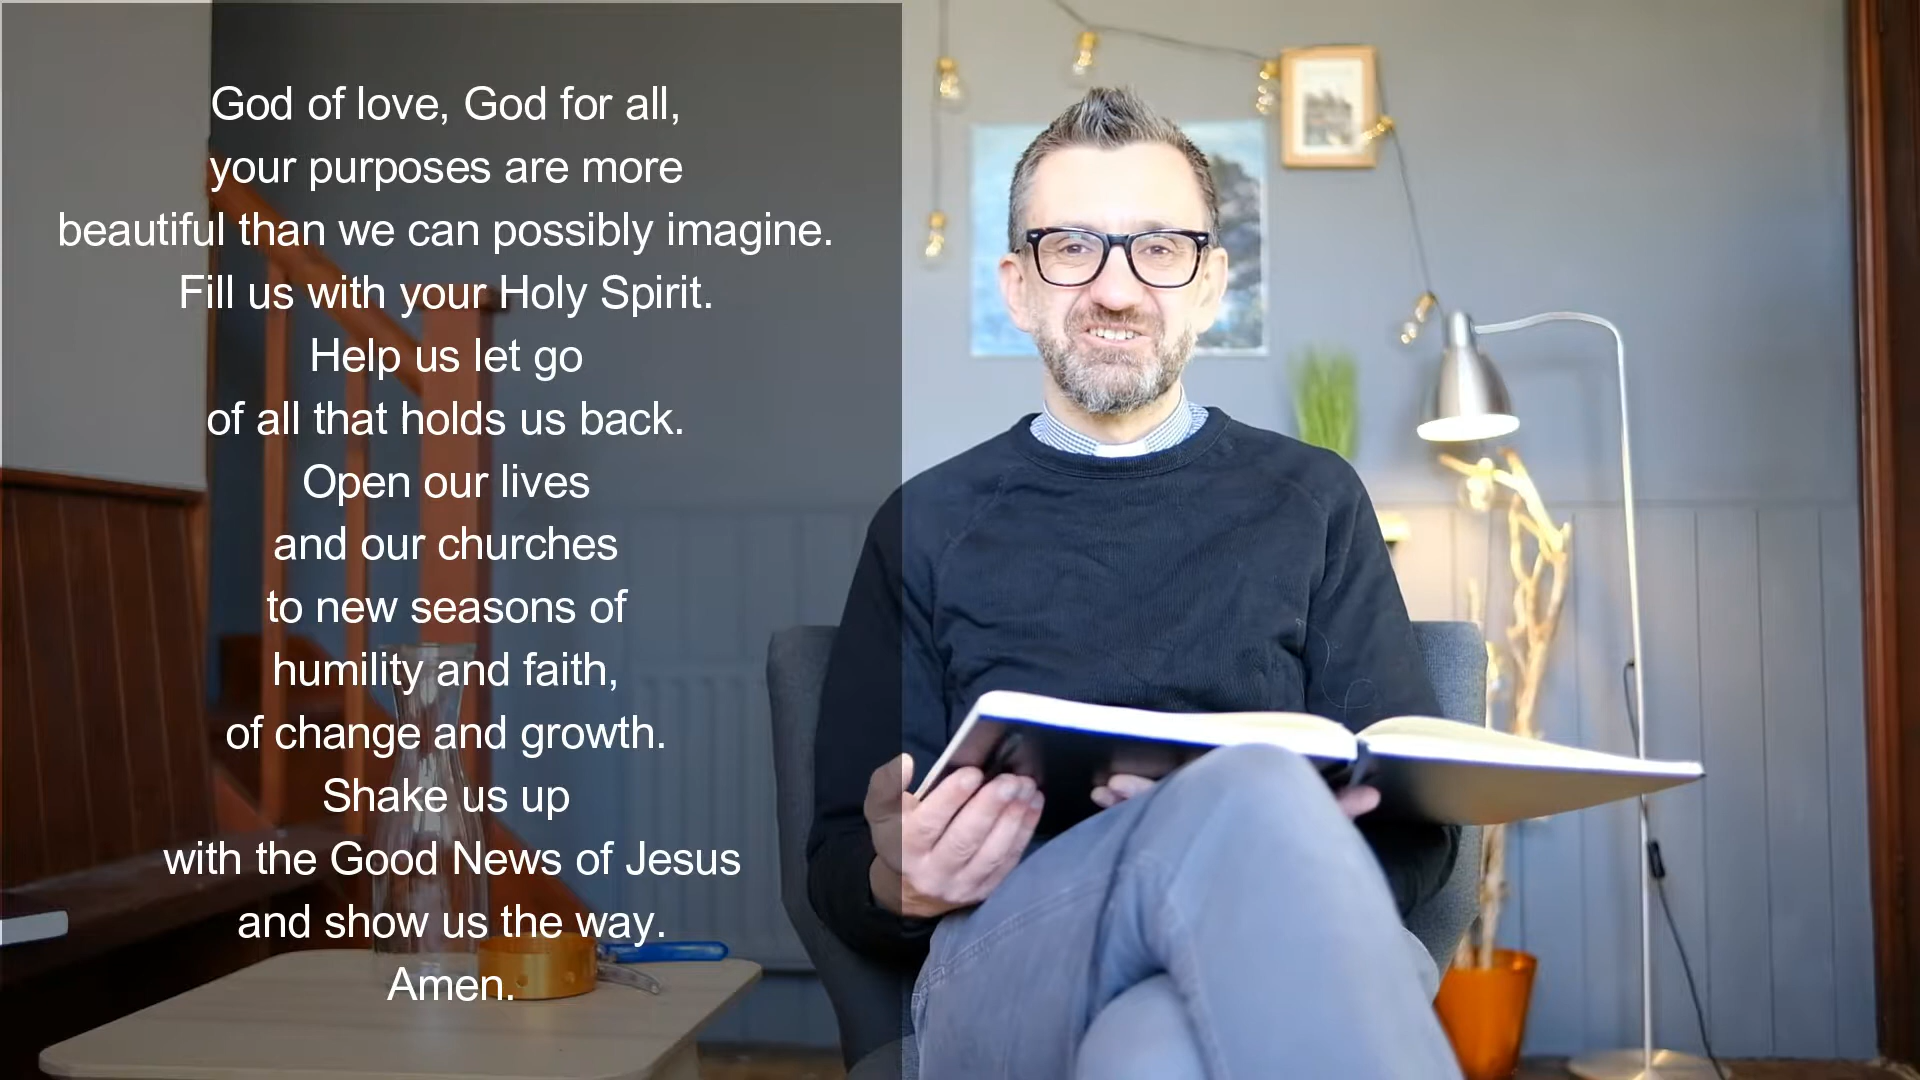 God of love, God for all,
your purposes are more
beautiful than we can possibly imagine.
Fill us with your Holy Spirit.
Help us let go
of all that holds us back.
Open our lives
and our churches
to new seasons of
humility and faith,
of change and growth.
Shake us up
with the Good News of Jesus
and show us the way.
Amen.